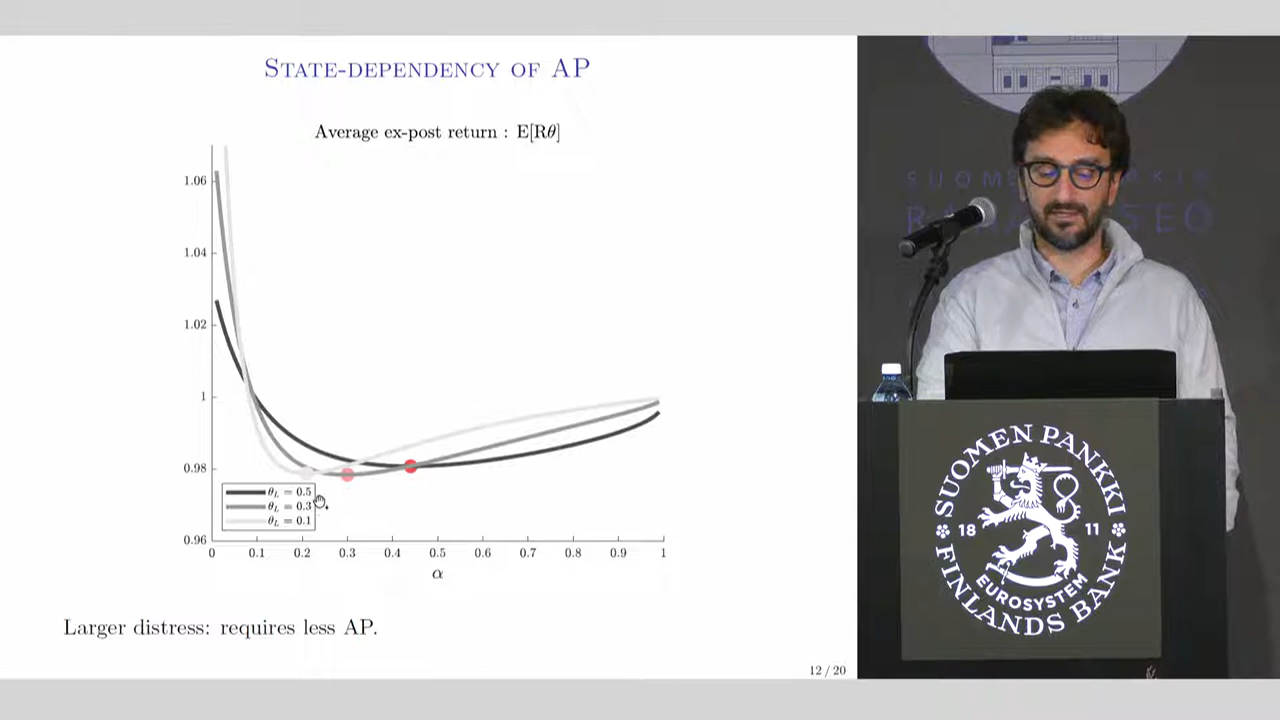 STATE-DEPENDENCY OF AP
Average ex-post return : E[Rθ]
1.06
1.04
1.02
1
0.98
0.96
θL = 0.5
θL = 0.3
θL = 0.1
0 0.1 0.2 0.3 0.4 0.5 0.6 0.7 0.8 0.9 1
α
Larger distress: requires less AP.
12 / 20
SUOMEN PANKKI
18 11
FINLANDS BANK
EUROSYSTEM